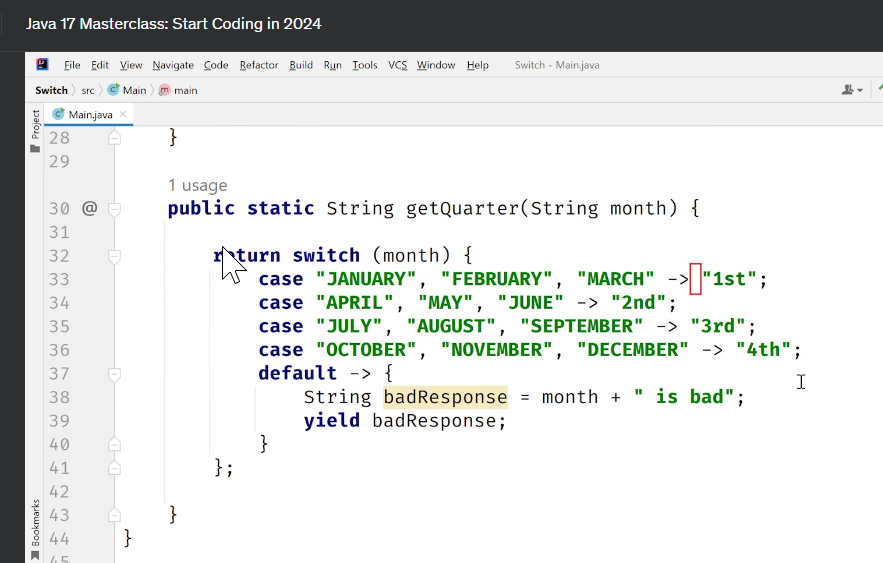 Java 17 Masterclass: Start Coding in 2024
File Edit View Navigate Code Refactor Build Run Tools VCS Window Help Switch - Main.java
Switch src Main main
Project
Main.java
28 }
29
1 usage
30 @ public static String getQuarter(String month) {
31
32 return switch (month) {
33 case "JANUARY", "FEBRUARY", "MARCH" -> "1st";
34 case "APRIL", "MAY", "JUNE" -> "2nd";
35 case "JULY", "AUGUST", "SEPTEMBER" -> "3rd";
36 case "OCTOBER", "NOVEMBER", "DECEMBER" -> "4th";
37 default -> {
38 String badResponse = month + " is bad";
39 yield badResponse;
40 }
41 };
42
43 }
44 }
45
Bookmarks